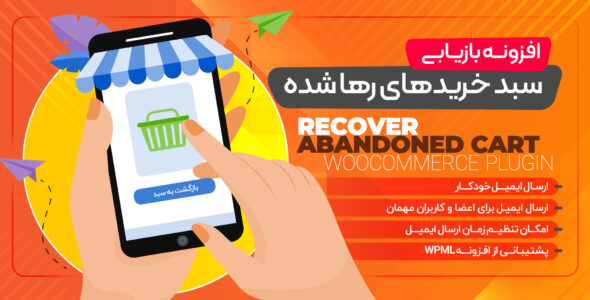 افزونه بازیابی
سبد خریدهای رها شده
RECOVER
ABANDONED CART
WOOCOMMERCE PLUGIN
ارسال ایمیل خودکار
ارسال ایمیل برای اعضا و کاربران مهمان
امکان تنظیم زمان ارسال ایمیل
پشتیبانی از افزونه WPML
بازگشت به سبد